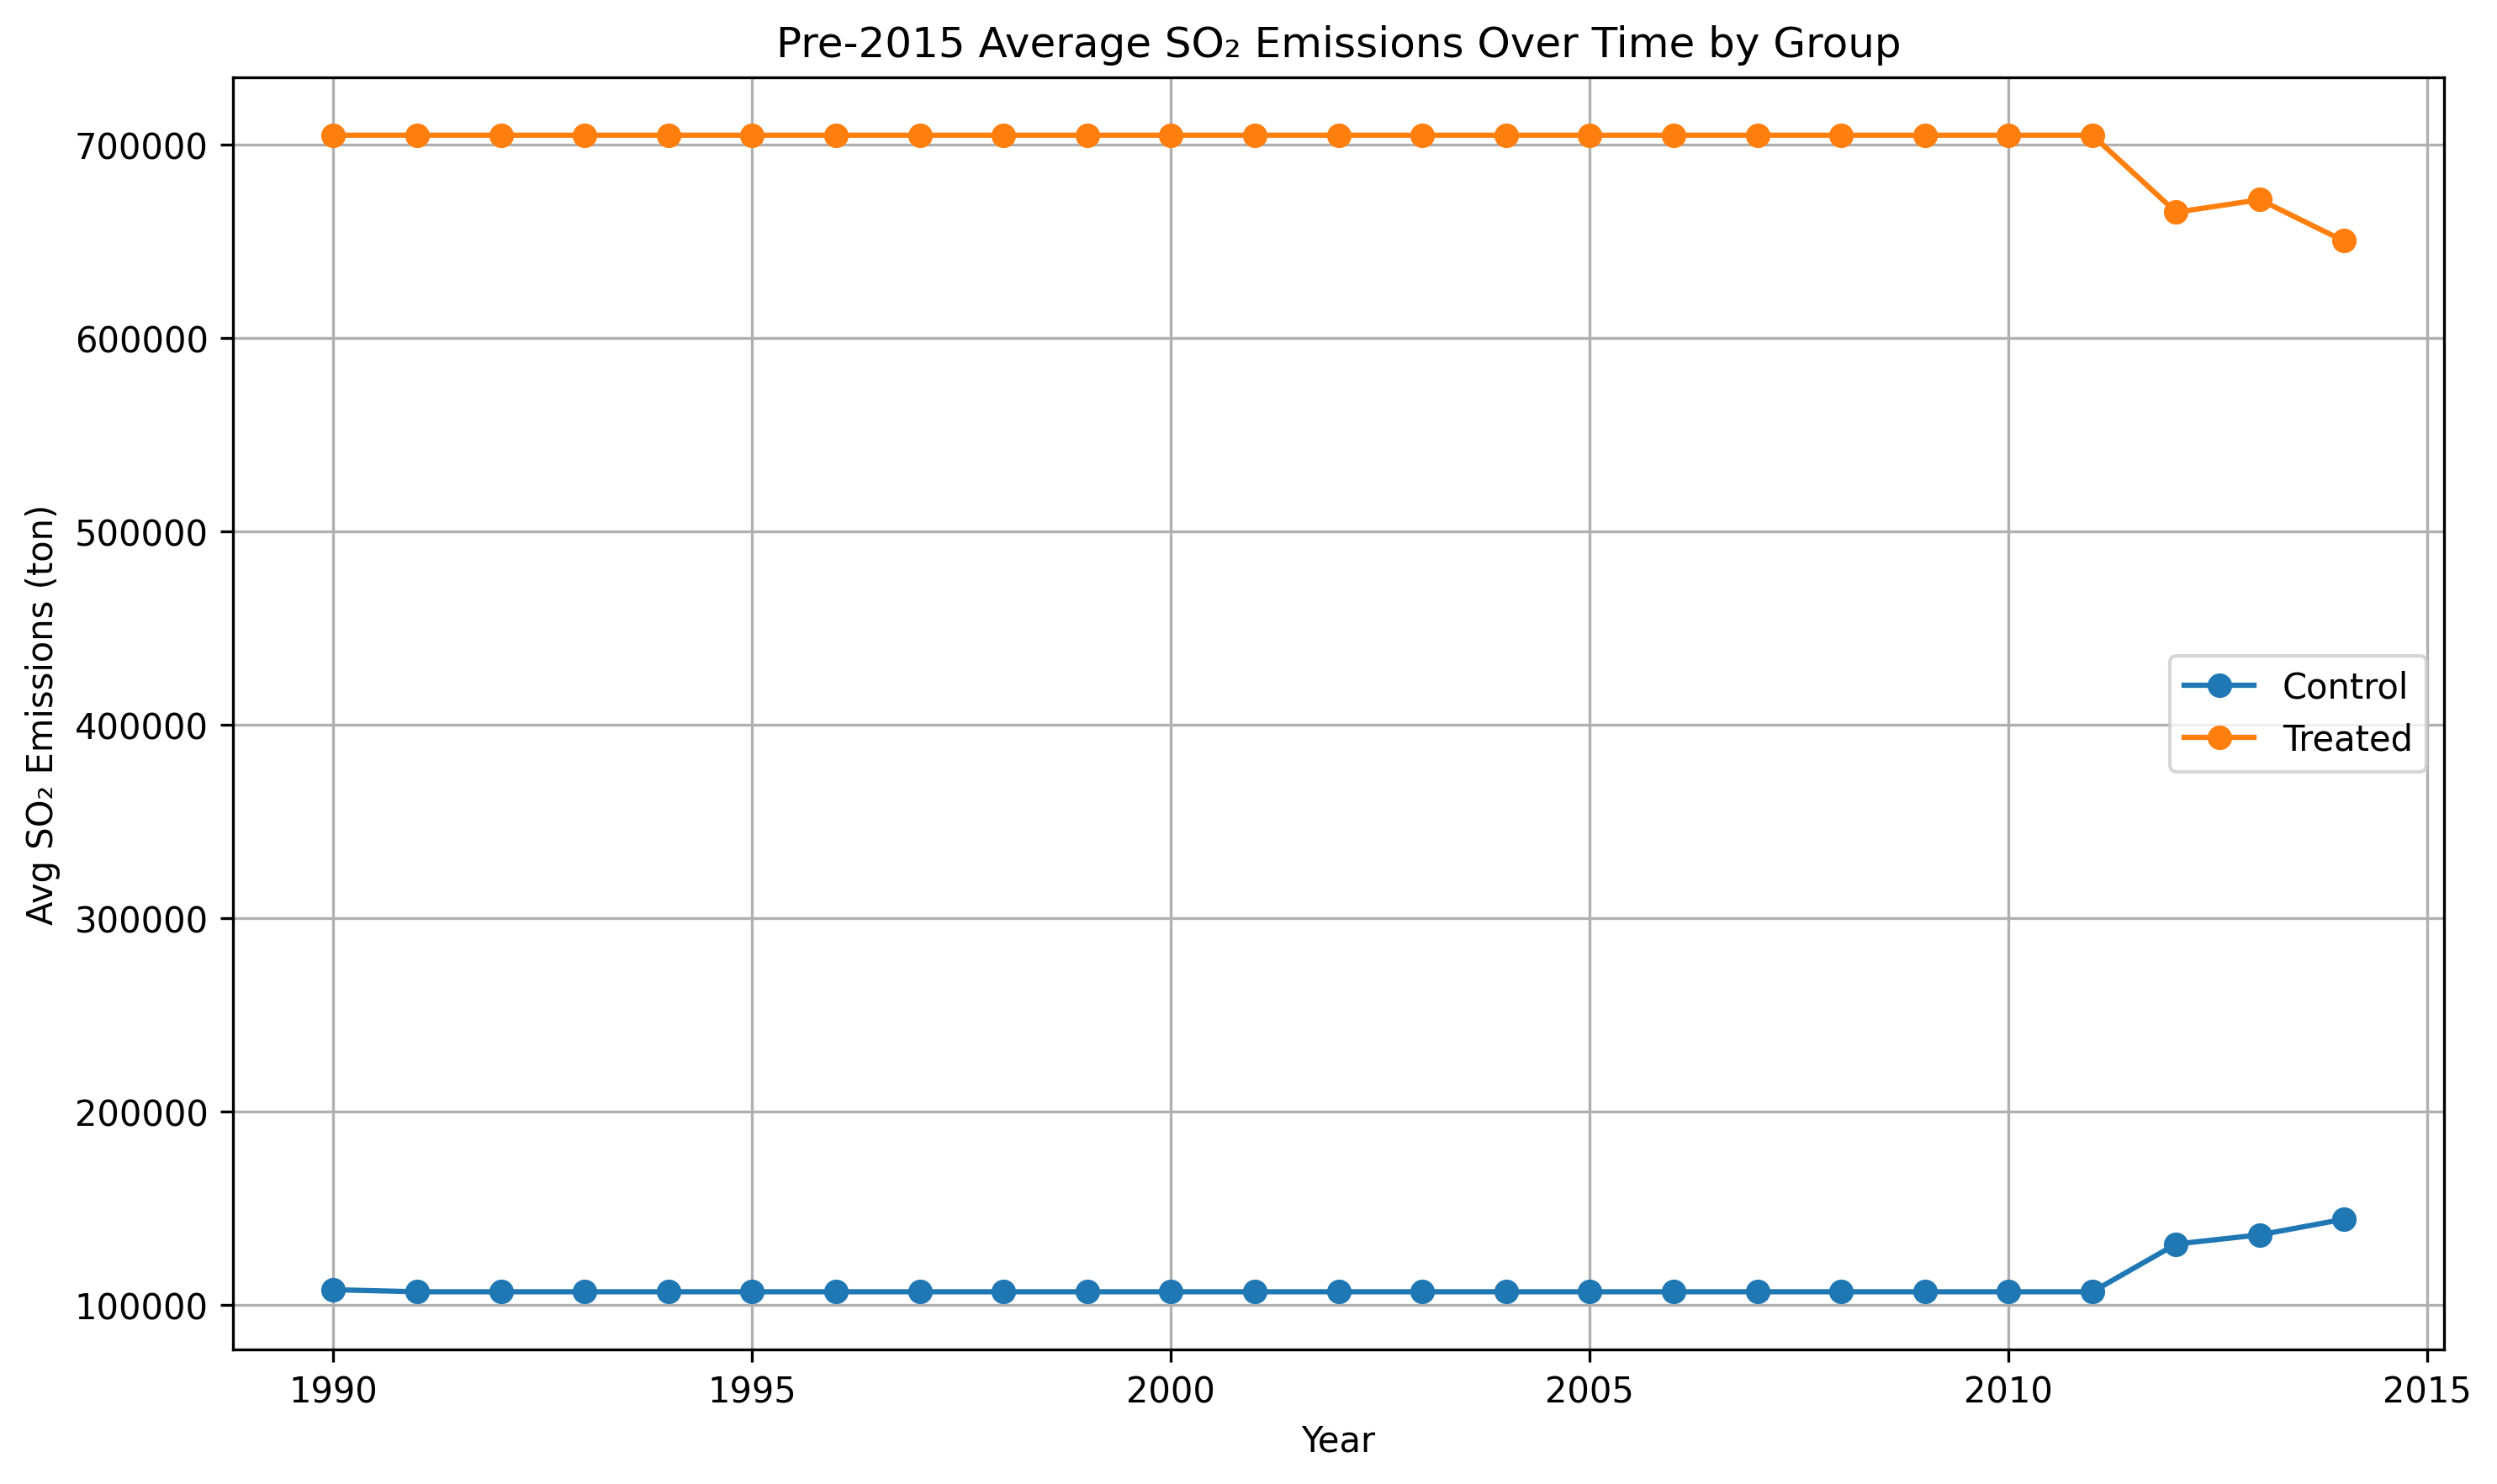 Pre-2015 Average SO₂ Emissions Over Time by Group
Avg SO₂ Emissions (ton)
700000
600000
500000
400000
300000
200000
100000
Control
Treated
1990 1995 2000 2005 2010 2015
Year